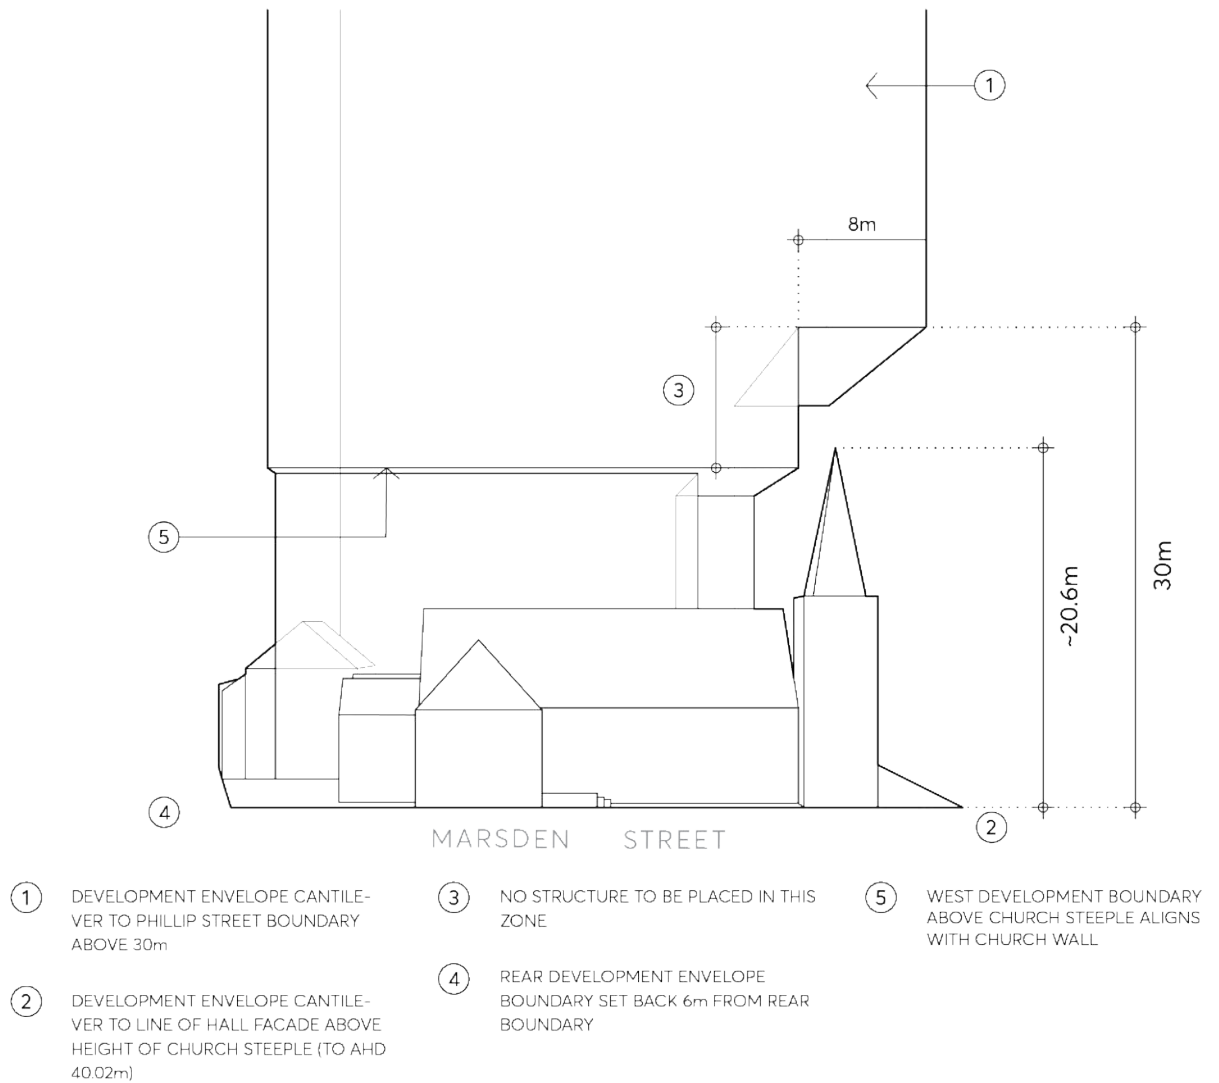 1
8m
3
30m
~20.6m
5
4
2
MARSDEN STREET
1
DEVELOPMENT ENVELOPE CANTILE-
VER TO PHILLIP STREET BOUNDARY
ABOVE 30m
2
DEVELOPMENT ENVELOPE CANTILE-
VER TO LINE OF HALL FACADE ABOVE
HEIGHT OF CHURCH STEEPLE (TO AHD
40.02m)
3
NO STRUCTURE TO BE PLACED IN THIS
ZONE
4
REAR DEVELOPMENT ENVELOPE
BOUNDARY SET BACK 6m FROM REAR
BOUNDARY
5
WEST DEVELOPMENT BOUNDARY
ABOVE CHURCH STEEPLE ALIGNS
WITH CHURCH WALL